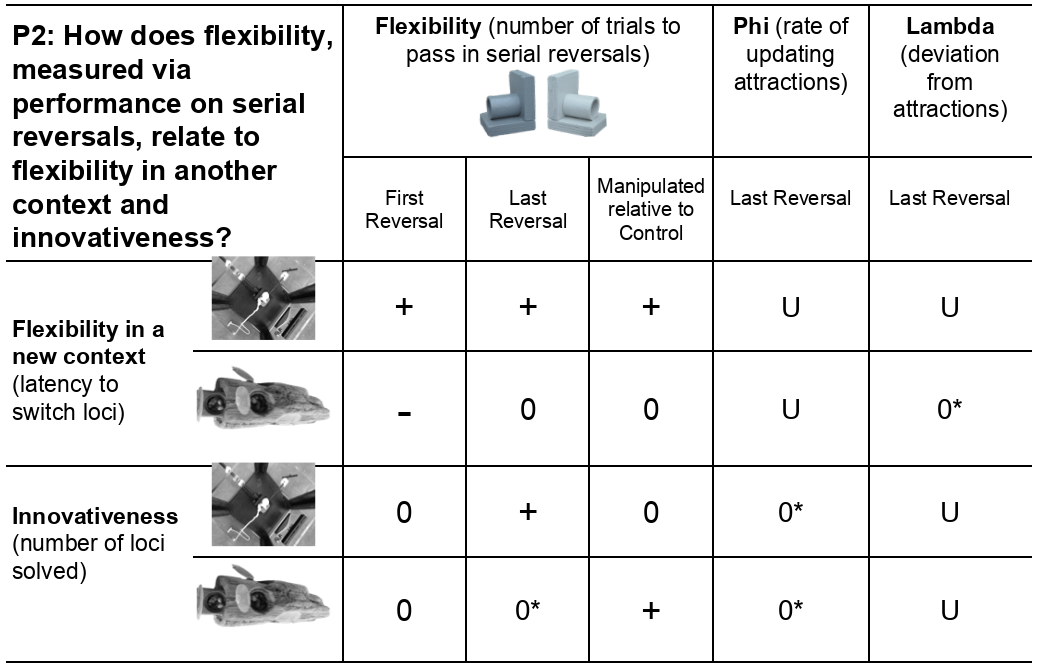 P2: How does flexibility,
measured via
performance on serial
reversals, relate to
flexibility in another
context and
innovativeness?
Flexibility (number of trials to
pass in serial reversals)
Phi (rate of
updating
attractions)
Lambda
(deviation
from
attractions)
First
Reversal
Last
Reversal
Manipulated
relative to
Control
Last Reversal
Last Reversal
Flexibility in a
new context
(latency to
switch loci)
+ + + U U
- 0 0 U 0*
Innovativeness
(number of loci
solved)
0 + 0 0* U
0 0* + 0* U